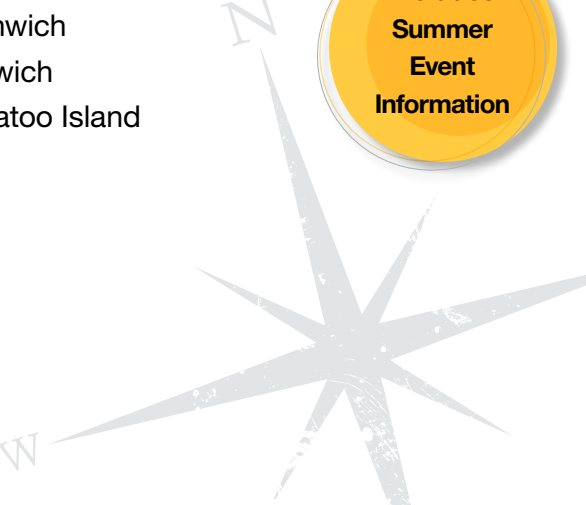 nwich
wich
atoo Island
Summer
Event
Information
N
W